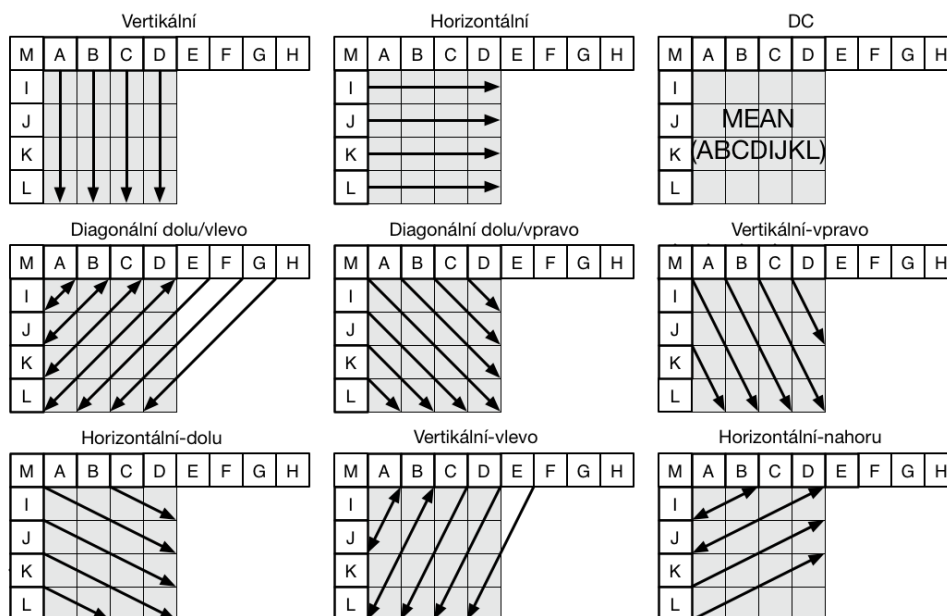 Vertikální
M A B C D E F G H
I
J
K
L
Horizontální
M A B C D E F G H
I
J
K
L
DC
M A B C D E F G H
I
J
K
L
MEAN
(ABCDIJKL)
Diagonální dolu/vlevo
M A B C D E F G H
I
J
K
L
Diagonální dolu/vpravo
M A B C D E F G H
I
J
K
L
Vertikální-vpravo
M A B C D E F G H
I
J
K
L
Horizontální-dolu
M A B C D E F G H
I
J
K
L
Vertikální-vlevo
M A B C D E F G H
I
J
K
L
Horizontální-nahoru
M A B C D E F G H
I
J
K
L